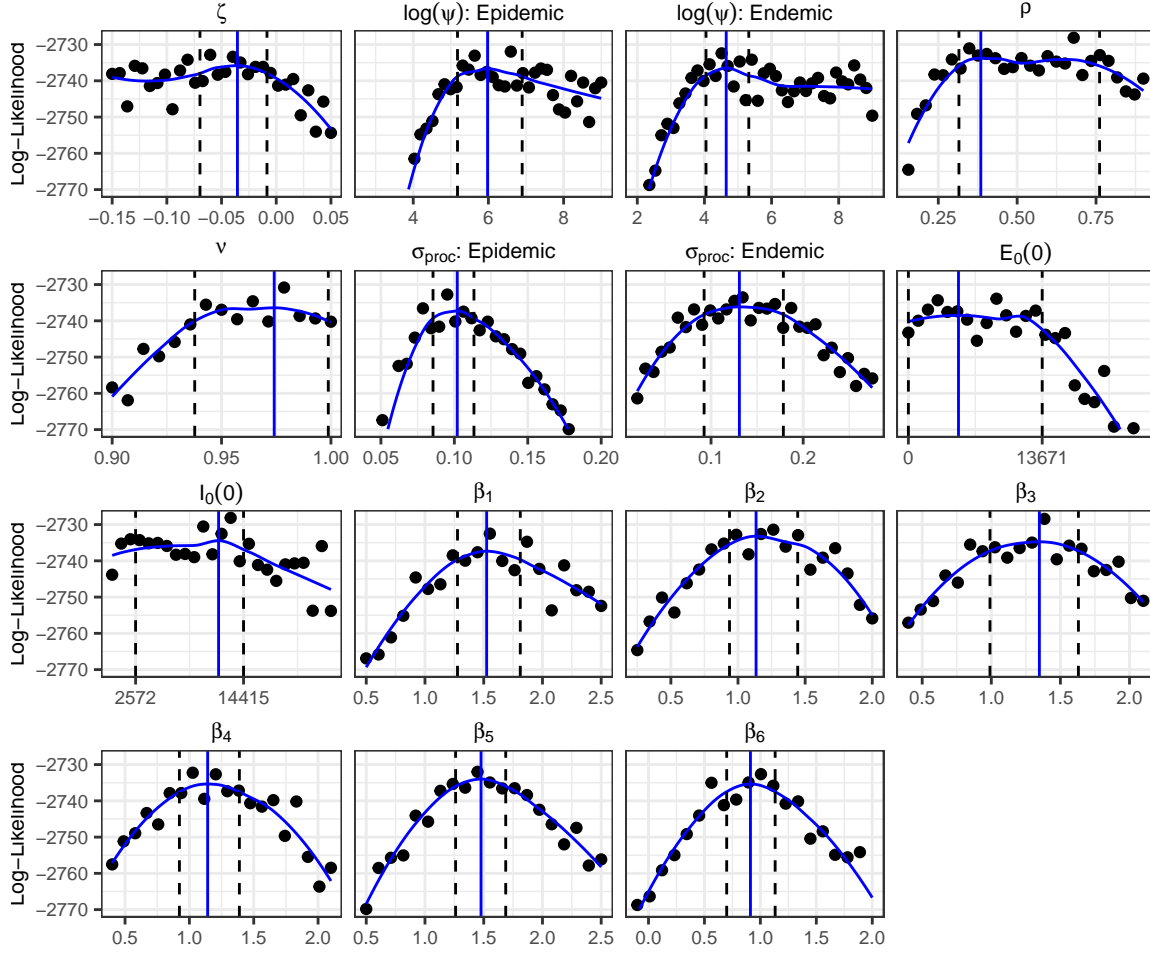 ζ
log(ψ): Epidemic
log(ψ): Endemic
ρ
Log−Likelihood
−2730
−2740
−2750
−2760
−2770
−0.15 −0.10 −0.05 0.00 0.05
4 6 8
2 4 6 8
0.25 0.50 0.75
ν
σproc: Epidemic
σproc: Endemic
E0(0)
Log−Likelihood
−2730
−2740
−2750
−2760
−2770
0.90 0.95 1.00
0.05 0.10 0.15 0.20
0.1 0.2
0 13671
I0(0)
β1
β2
β3
Log−Likelihood
−2730
−2740
−2750
−2760
−2770
2572 14415
0.5 1.0 1.5 2.0 2.5
0.5 1.0 1.5 2.0
0.5 1.0 1.5 2.0
β4
β5
β6
Log−Likelihood
−2730
−2740
−2750
−2760
−2770
0.5 1.0 1.5 2.0
0.5 1.0 1.5 2.0 2.5
0.0 0.5 1.0 1.5 2.0